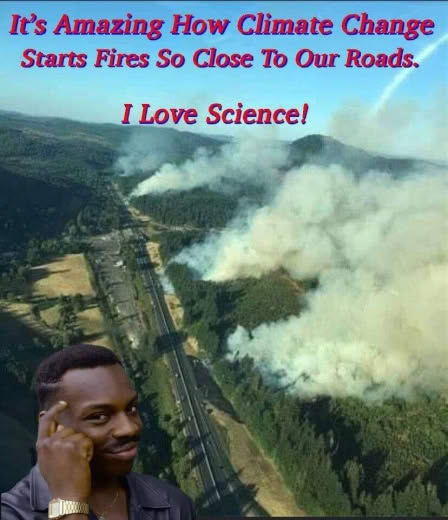 It's Amazing How Climate Change
Starts Fires So Close To Our Roads.
I Love Science!